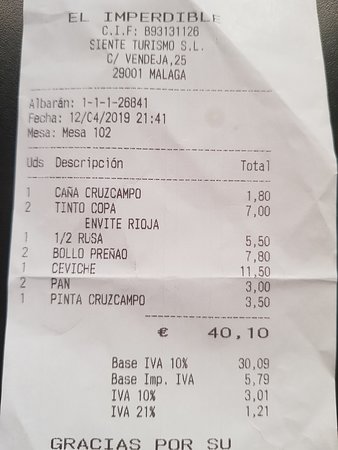 EL IMPERDIBLE
C.I.F: B93131126
SIENTE TURISMO S.L.
C/ VENDEJA,25
29001 MALAGA
Albarán: 1-1-1-26841
Fecha: 12/04/2019 21:41
Mesa: Mesa 102
Uds Descripción Total
1 CAÑA CRUZCAMPO 1,80
2 TINTO COPA 7,00
ENVITE RIOJA
1 1/2 RUSA 5,50
2 BOLLO PREÑAO 7,80
1 CEVICHE 11,50
2 PAN 3,00
1 PINTA CRUZCAMPO 3,50
€ 40,10
Base IVA 10% 30,09
Base Imp. IVA 5,79
IVA 10% 3,01
IVA 21% 1,21
GRACIAS POR SU